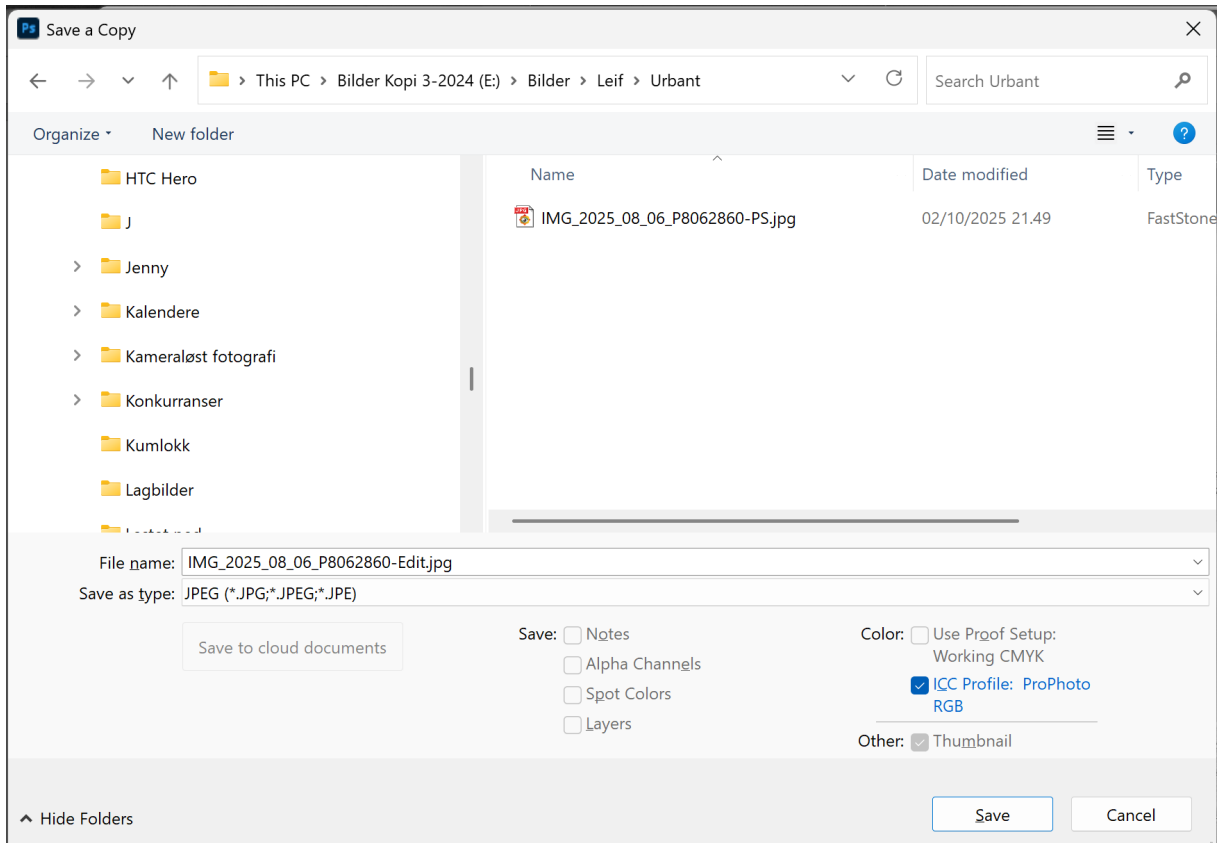 Ps Save a Copy
This PC > Bilder Kopi 3-2024 (E:) > Bilder > Leif > Urbant
Search Urbant
Organize
New folder
?
HTC Hero
J
Jenny
Kalendere
Kameraløst fotografi
Konkurranser
Kumlokk
Lagbilder
Name
Date modified
Type
IMG_2025_08_06_P8062860-PS.jpg
02/10/2025 21.49
FastStone
File name: IMG_2025_08_06_P8062860-Edit.jpg
Save as type: JPEG (*.JPG;*.JPEG;*.JPE)
Save to cloud documents
Save: Notes
Alpha Channels
Spot Colors
Layers
Color: Use Proof Setup:
Working CMYK
ICC Profile: ProPhoto
RGB
Other: Thumbnail
Hide Folders
Save
Cancel